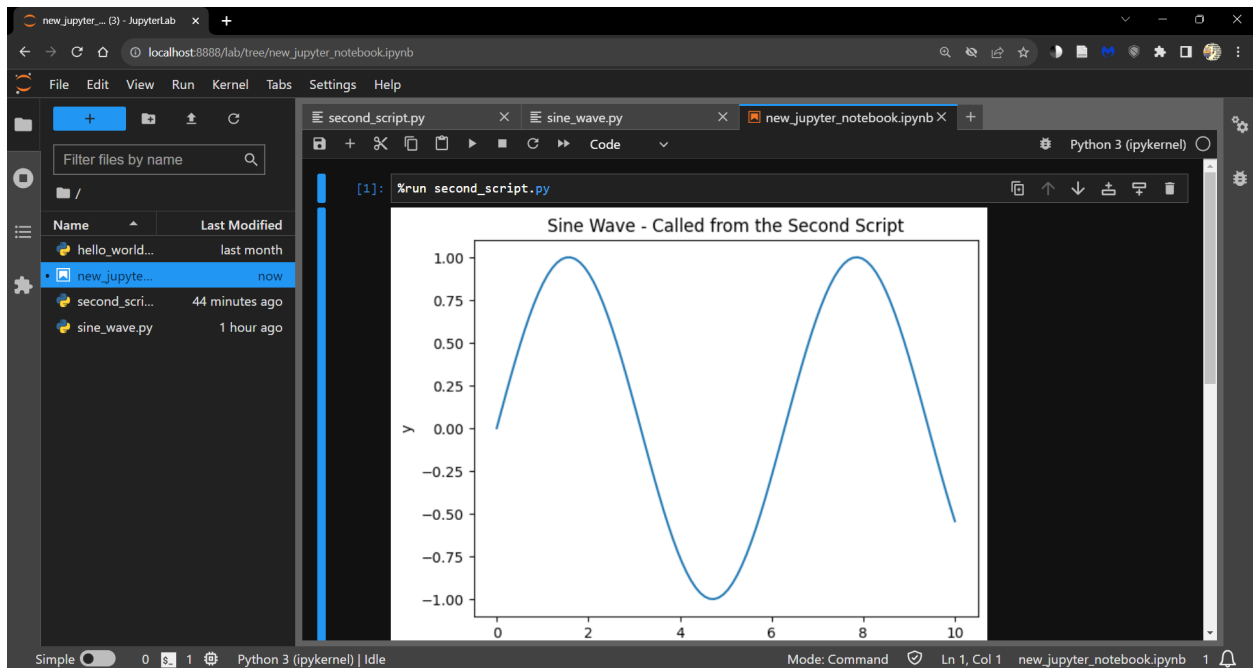 new_jupyter_... (3) - JupyterLab
localhost:8888/lab/tree/new_jupyter_notebook.ipynb
File Edit View Run Kernel Tabs Settings Help
second_script.py sine_wave.py new_jupyter_notebook.ipynb
Code Python 3 (ipykernel)
Filter files by name
/
Name Last Modified
hello_world... last month
new_jupyte... now
second_scri... 44 minutes ago
sine_wave.py 1 hour ago
[1]: %run second_script.py
Sine Wave - Called from the Second Script
1.00
0.75
0.50
0.25
0.00
y
−0.25
−0.50
−0.75
−1.00
0 2 4 6 8 10
Simple 0 $_ 1 Python 3 (ipykernel) | Idle Mode: Command Ln 1, Col 1 new_jupyter_notebook.ipynb 1